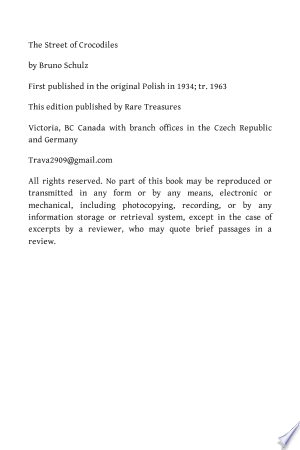 The Street of Crocodiles
by Bruno Schulz
First published in the original Polish in 1934; tr. 1963
This edition published by Rare Treasures
Victoria, BC Canada with branch offices in the Czech Republic
and Germany
Trava2909@gmail.com
All rights reserved. No part of this book may be reproduced or
transmitted in any form or by any means, electronic or
mechanical, including photocopying, recording, or by any
information storage or retrieval system, except in the case of
excerpts by a reviewer, who may quote brief passages in a
review.